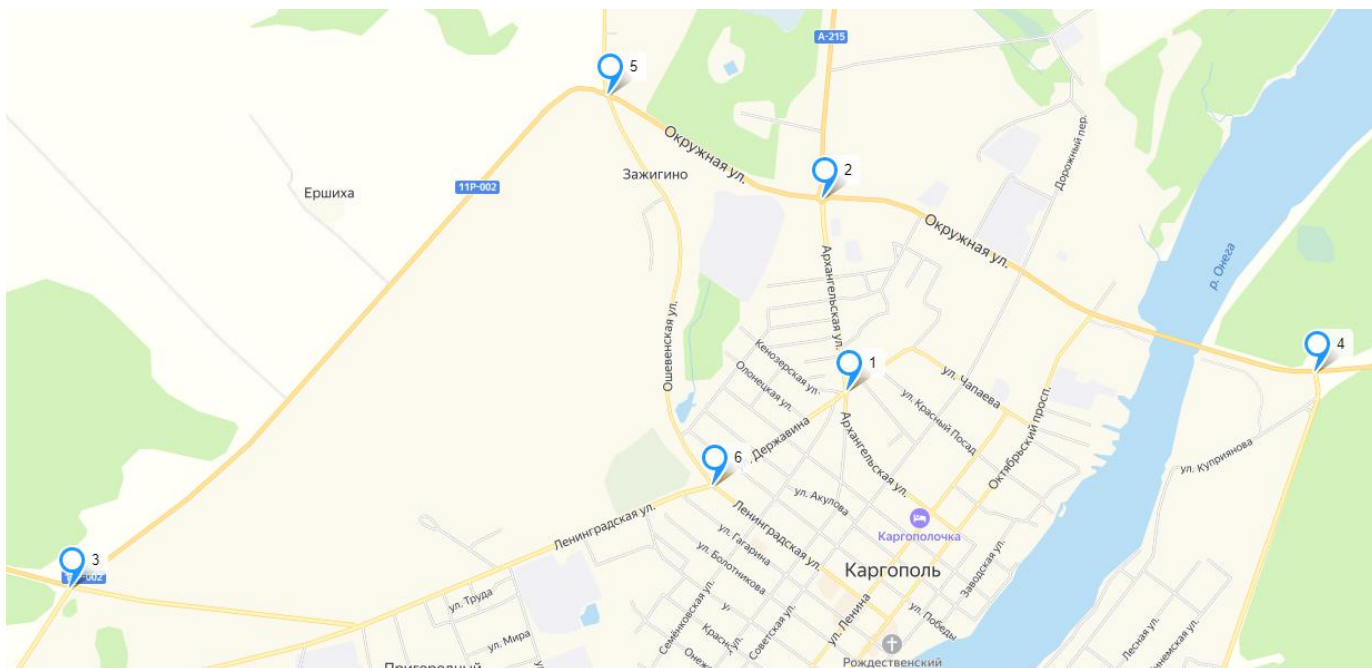 А-215
5
Окружная ул.
Дорожный пер.
Зажигино
2
11Р-002
Ершиха
Окружная ул.
р. Онега
Архангельская ул.
Ошевенская ул.
4
Кенозерская ул.
1
Олонецкая ул.
ул. Чапаева
ул. Красный Посад
Державина
Архангельская ул.
Октябрьский просп.
6
ул. Куприянова
ул. Акулова
Ленинградская ул.
Ленинградская ул.
Каргополочка
ул. Гагарина
3
ул. Болотникова
Каргополь
Заводская ул.
ул. Труда
Семёнковская ул.
Советская ул.
ул. Ленина
ул. Победы
Лесная ул.
ул. Мира
Пригородный
Рождественский